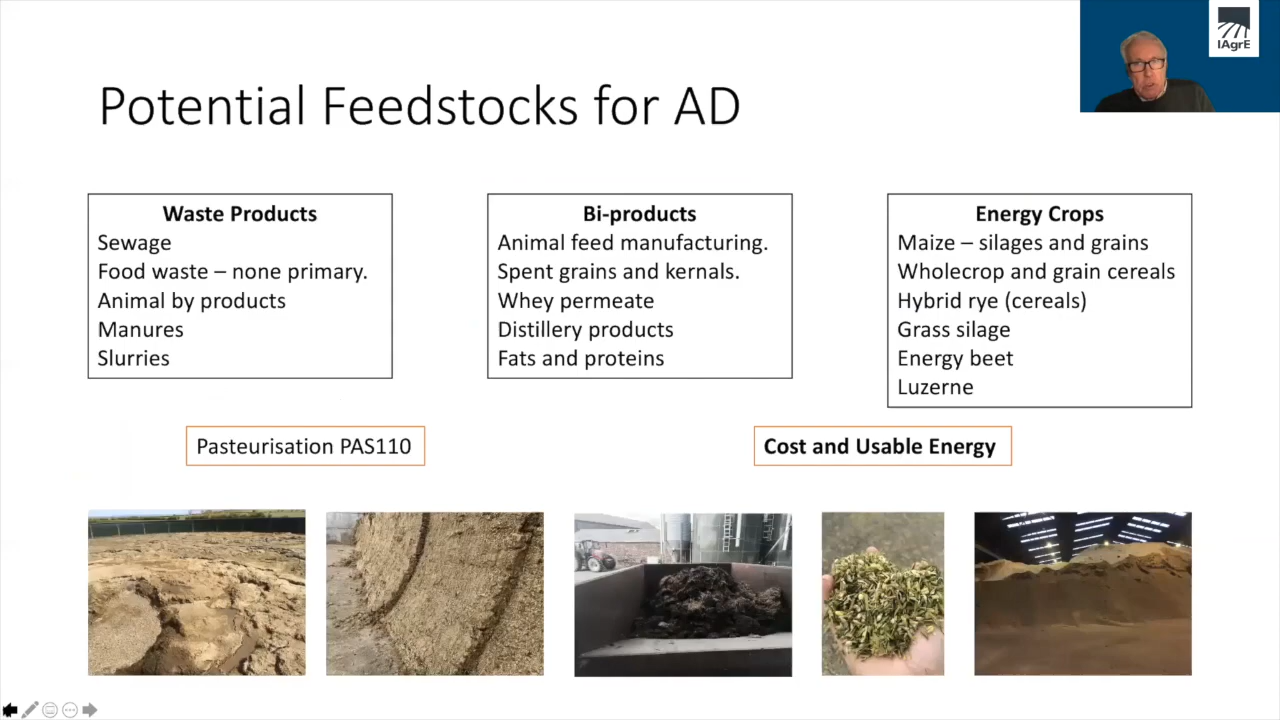 IAgrE
Potential Feedstocks for AD
Waste Products
Sewage
Food waste – none primary.
Animal by products
Manures
Slurries
Bi-products
Animal feed manufacturing.
Spent grains and kernals.
Whey permeate
Distillery products
Fats and proteins
Energy Crops
Maize – silages and grains
Wholecrop and grain cereals
Hybrid rye (cereals)
Grass silage
Energy beet
Luzerne
Pasteurisation PAS110
Cost and Usable Energy